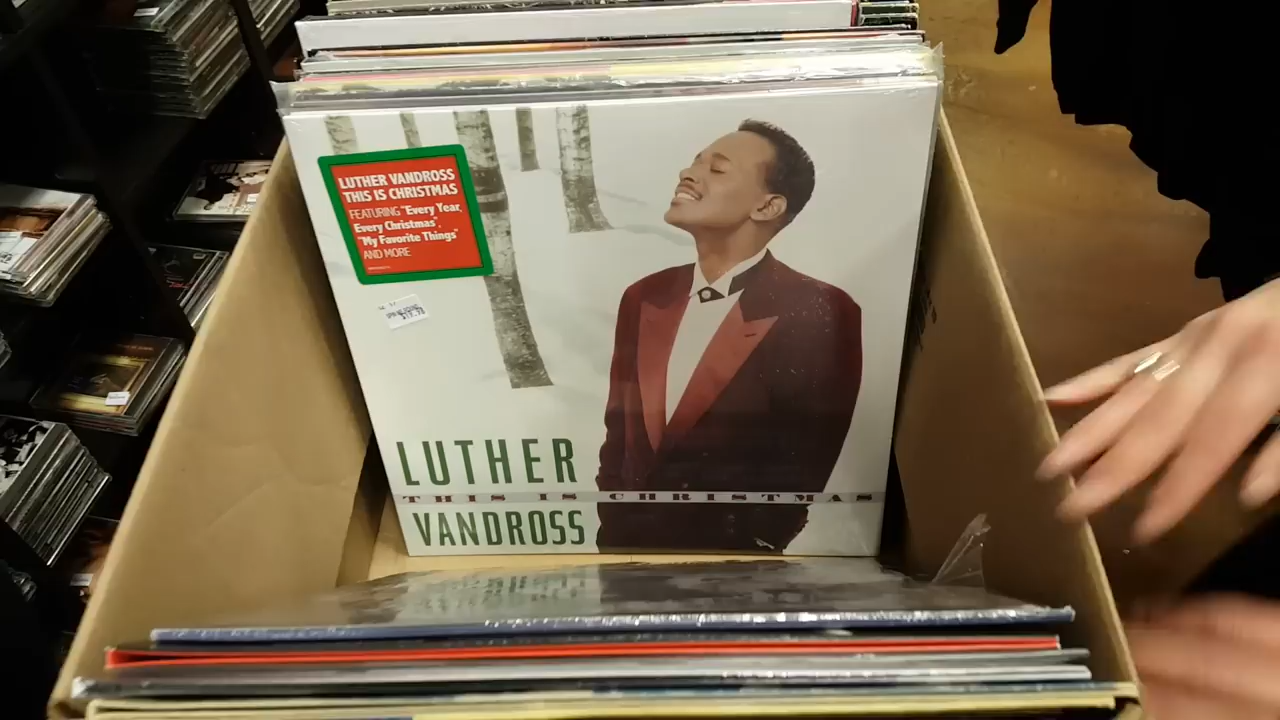 LUTHER VANDROSS
THIS IS CHRISTMAS
FEATURING "Every Year,
Every Christmas",
"My Favorite Things"
AND MORE
LUTHER
THIS IS CHRISTMAS
VANDROSS